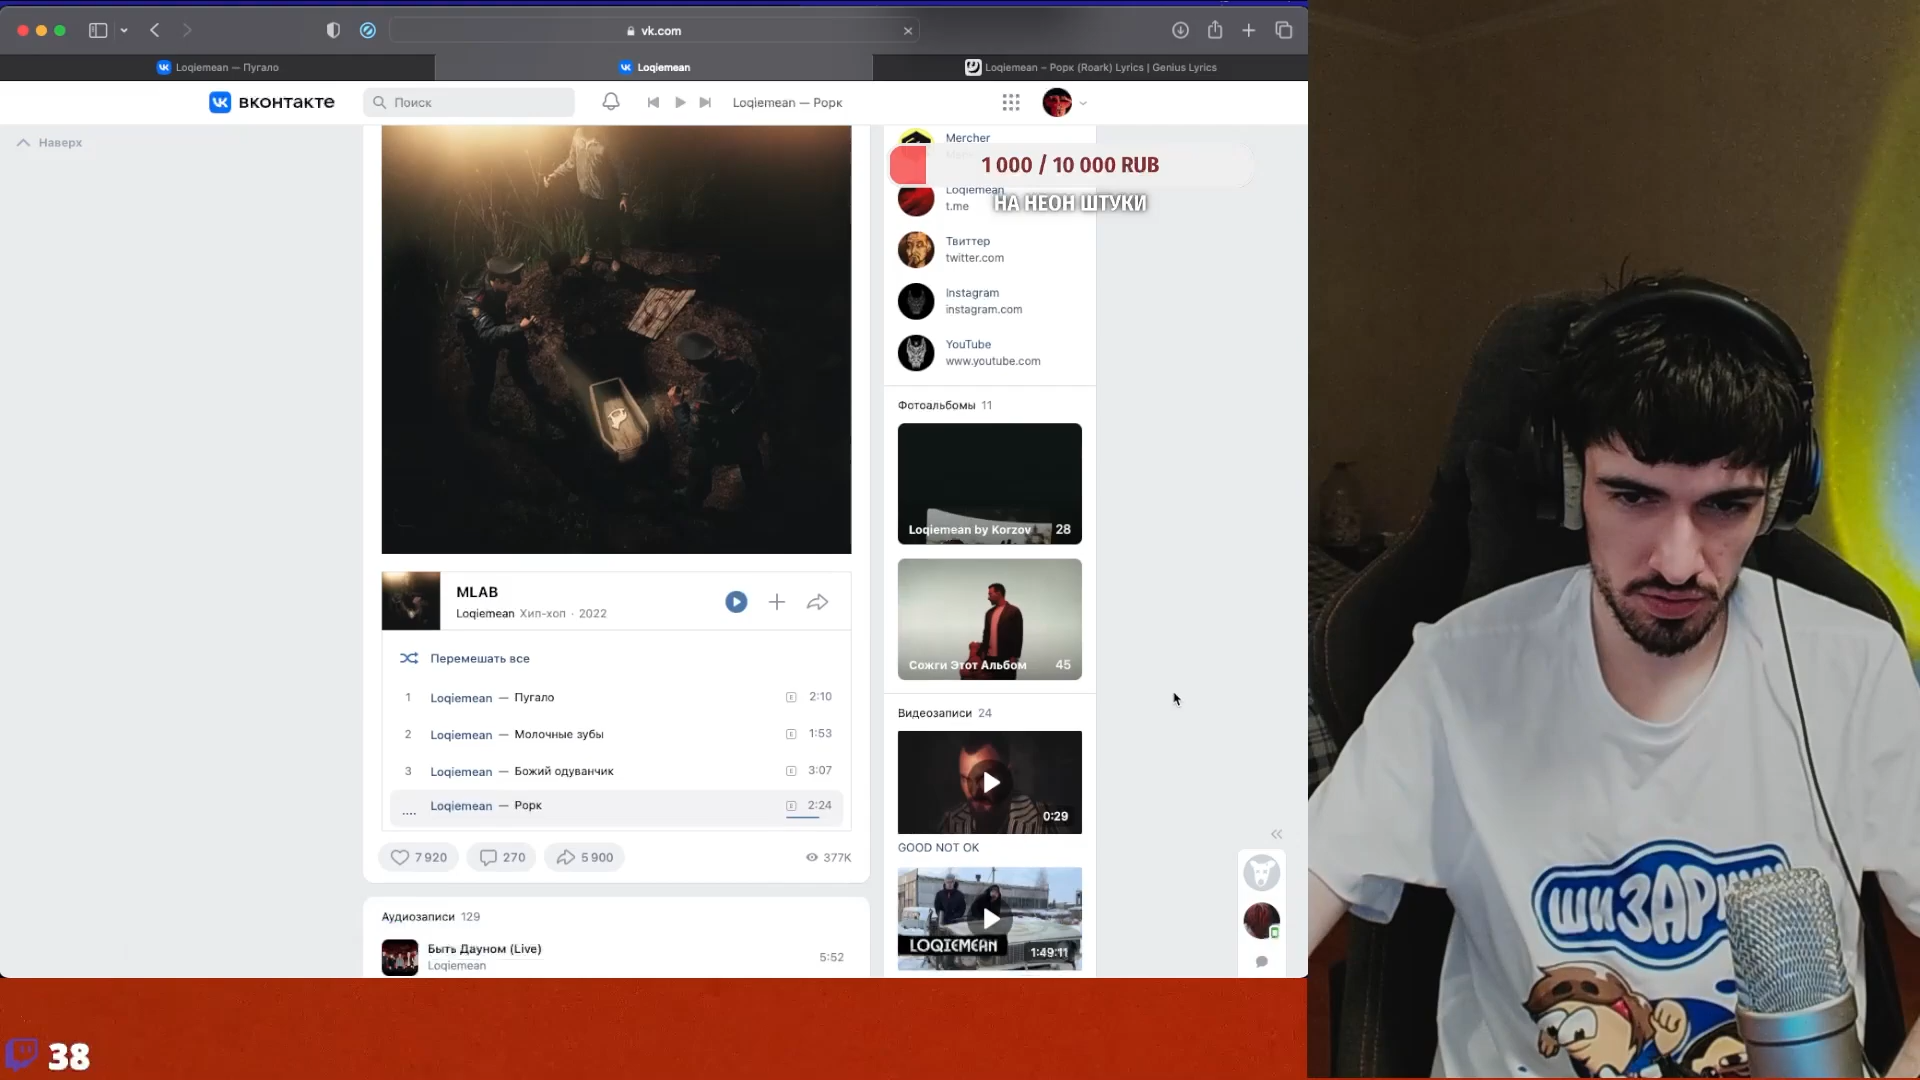 vk.com
Loqiemean — Пугало
Loqiemean
Loqiemean – Рорк (Roark) Lyrics | Genius Lyrics
вконтакте
Поиск
Loqiemean — Рорк
Наверх
Mercher
1 000 / 10 000 RUB
Loqiemean
t.me
НА НЕОН ШТУКИ
Твиттер
twitter.com
Instagram
instagram.com
YouTube
www.youtube.com
Фотоальбомы 11
Loqiemean by Korzov 28
Сожги Этот Альбом 45
MLAB
Loqiemean Хип-хоп · 2022
Перемешать все
1 Loqiemean — Пугало E 2:10
2 Loqiemean — Молочные зубы E 1:53
3 Loqiemean — Божий одуванчик E 3:07
Loqiemean — Рорк E 2:24
7 920 270 5 900 377K
Видеозаписи 24
0:29
GOOD NOT OK
LOQIEMEAN 1:49:11
Аудиозаписи 129
Быть Дауном (Live)
Loqiemean
5:52
38